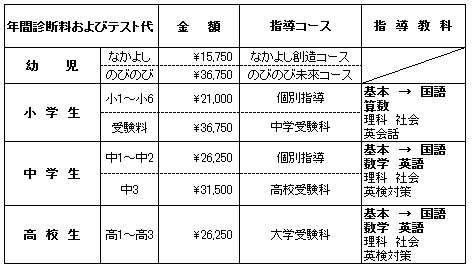 年間診断料およびテスト代 金 額 指導コース 指 導 教 科
幼 児 なかよし ¥15,750 なかよし創造コース
のびのび ¥36,750 のびのび未来コース
小 学 生 小1～小6 ¥21,000 個別指導 基本 → 国語
算数
受験料 ¥36,750 中学受験科 理科 社会
英会話
中 学 生 中1～中2 ¥26,250 個別指導 基本 → 国語
数学 英語
中3 ¥31,500 高校受験科 理科 社会
英検対策
高 校 生 高1～高3 ¥26,250 大学受験科 基本 → 国語
数学 英語
理科 社会
英検対策